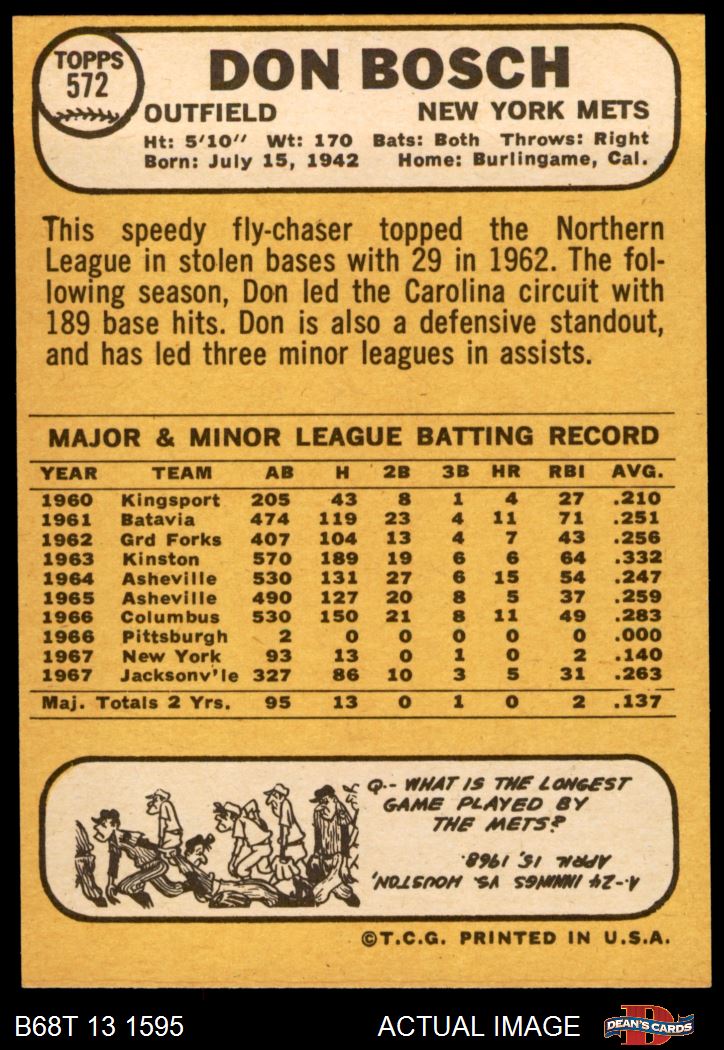 TOPPS
572
DON BOSCH
OUTFIELD NEW YORK METS
Ht: 5'10" Wt: 170 Bats: Both Throws: Right
Born: July 15, 1942 Home: Burlingame, Cal.
This speedy fly-chaser topped the Northern
League in stolen bases with 29 in 1962. The fol-
lowing season, Don led the Carolina circuit with
189 base hits. Don is also a defensive standout,
and has led three minor leagues in assists.
MAJOR & MINOR LEAGUE BATTING RECORD
YEAR TEAM AB H 2B 3B HR RBI AVG.
1960 Kingsport 205 43 8 1 4 27 .210
1961 Batavia 474 119 23 4 11 71 .251
1962 Grd Forks 407 104 13 4 7 43 .256
1963 Kinston 570 189 19 6 6 64 .332
1964 Asheville 530 131 27 6 15 54 .247
1965 Asheville 490 127 20 8 5 37 .259
1966 Columbus 530 150 21 8 11 49 .283
1966 Pittsburgh 2 0 0 0 0 0 .000
1967 New York 93 13 0 1 0 2 .140
1967 Jacksonv'le 327 86 10 3 5 31 .263
Maj. Totals 2 Yrs. 95 13 0 1 0 2 .137
Q.- WHAT IS THE LONGEST
GAME PLAYED BY
THE METS?
A.-24 INNINGS VS. HOUSTON,
APRIL 15, 1968.
©T.C.G. PRINTED IN U.S.A.
B68T 13 1595 ACTUAL IMAGE
D
DEAN'S CARDS